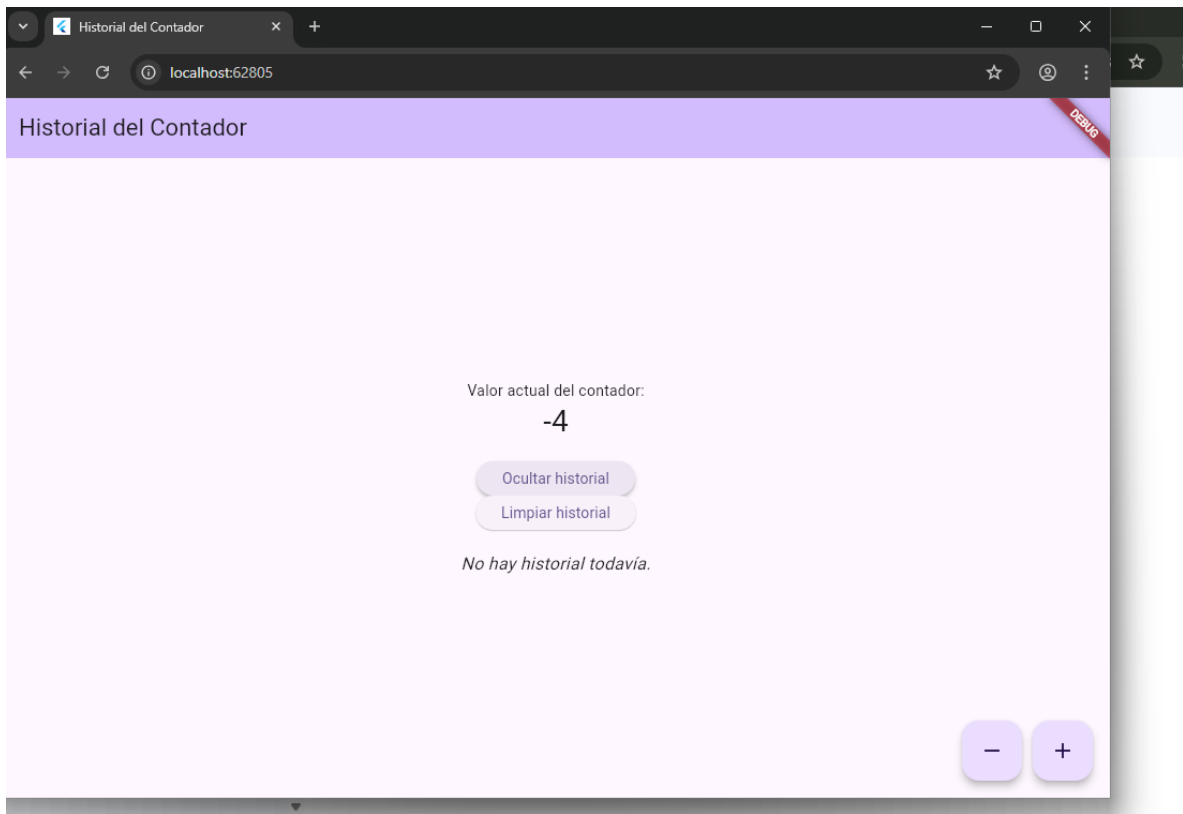 Historial del Contador
localhost:62805
Historial del Contador
DEBUG
Valor actual del contador:
-4
Ocultar historial
Limpiar historial
No hay historial todavía.